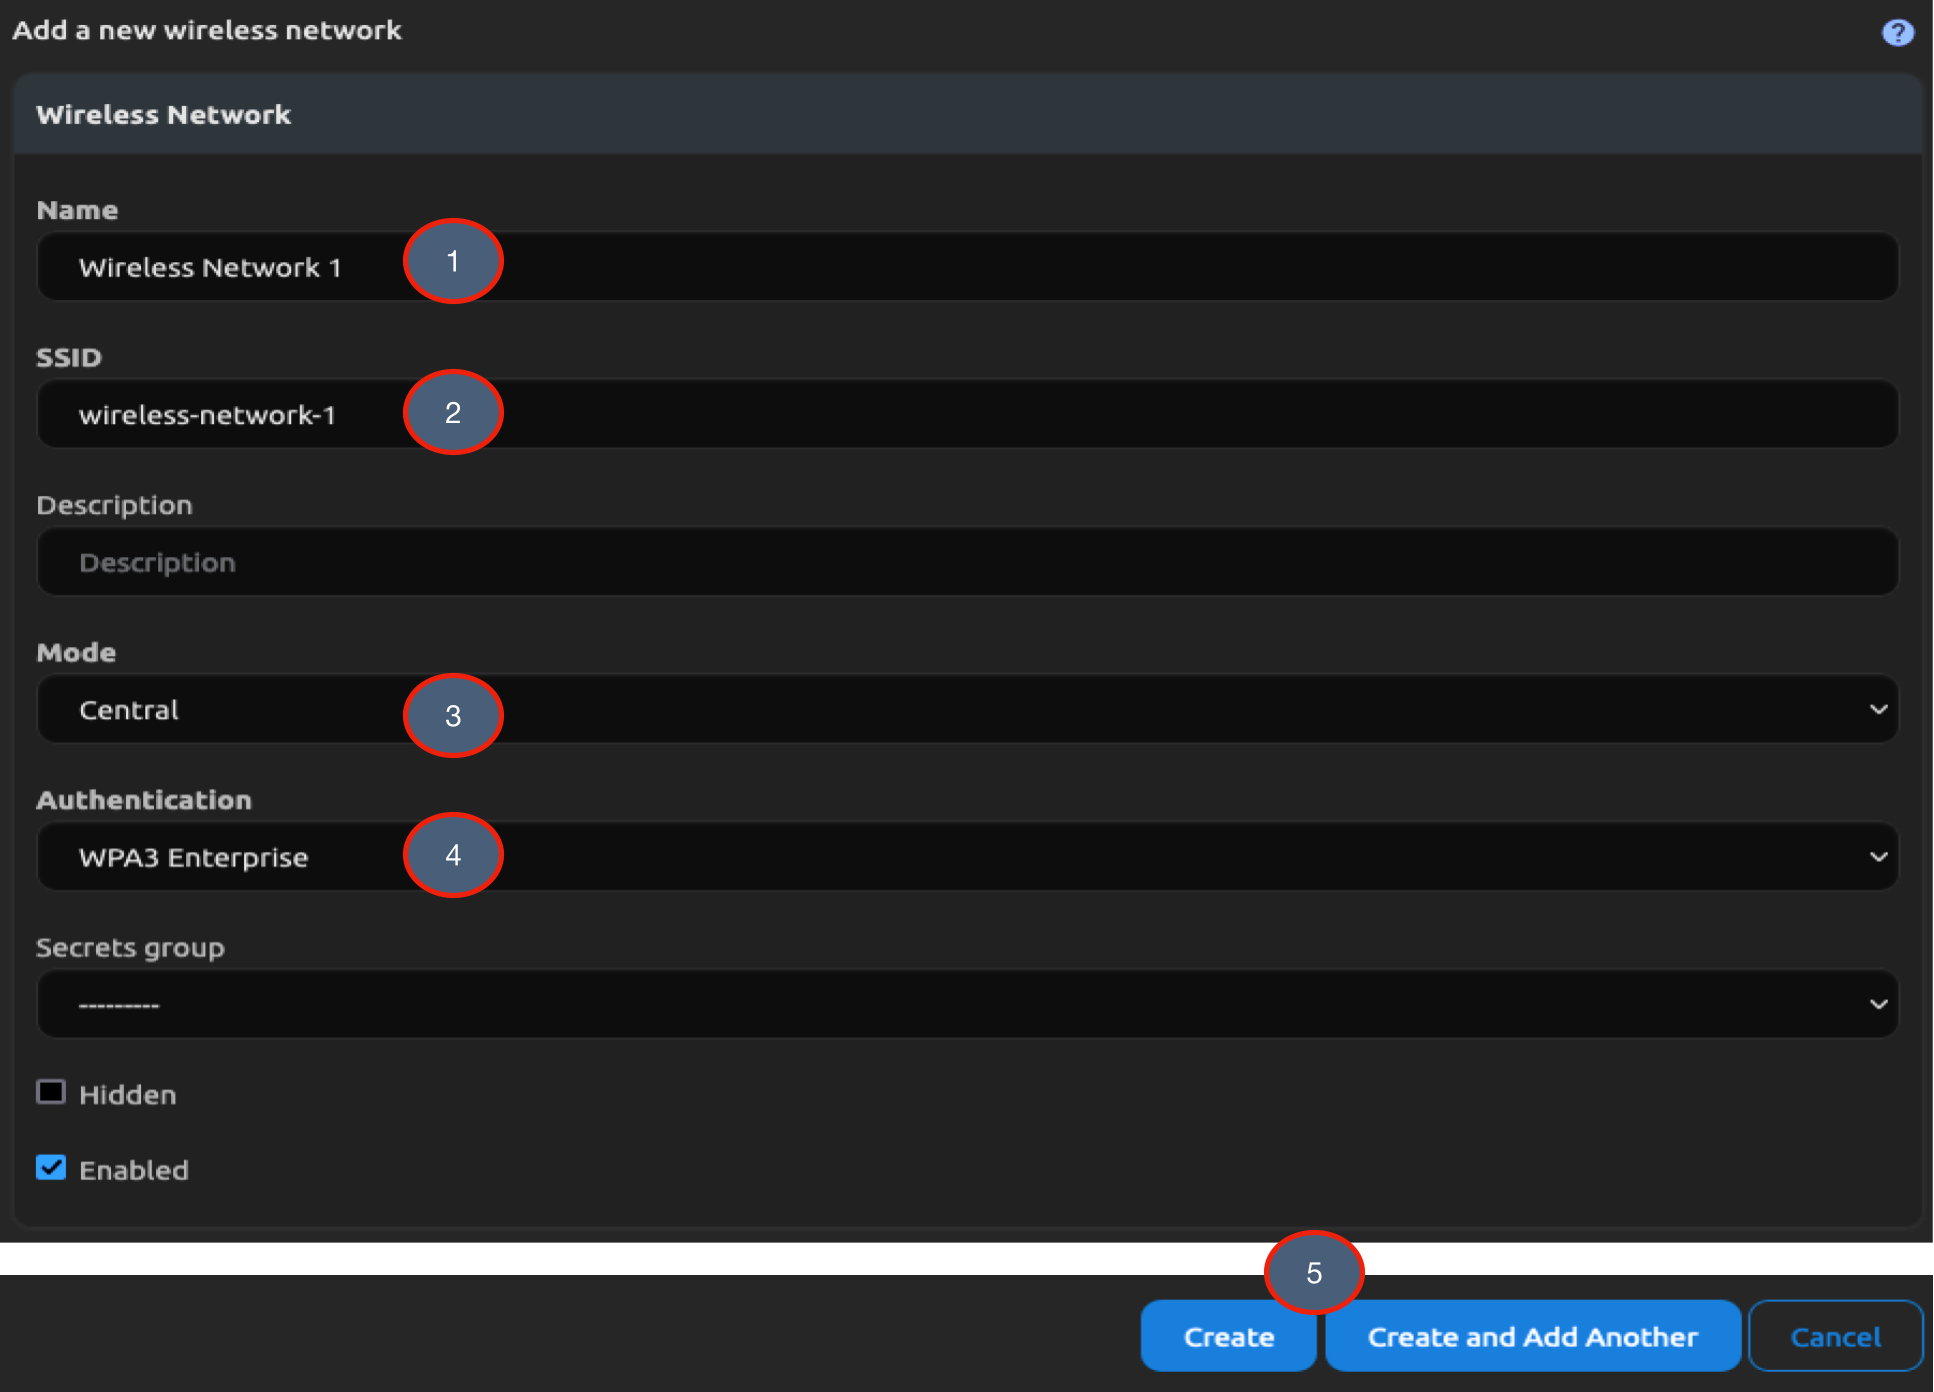 Add a new wireless network
?
Wireless Network
Name
Wireless Network 1
1
SSID
wireless-network-1
2
Description
Description
Mode
Central
3
Authentication
WPA3 Enterprise
4
Secrets group
---------
Hidden
Enabled
5
Create
Create and Add Another
Cancel